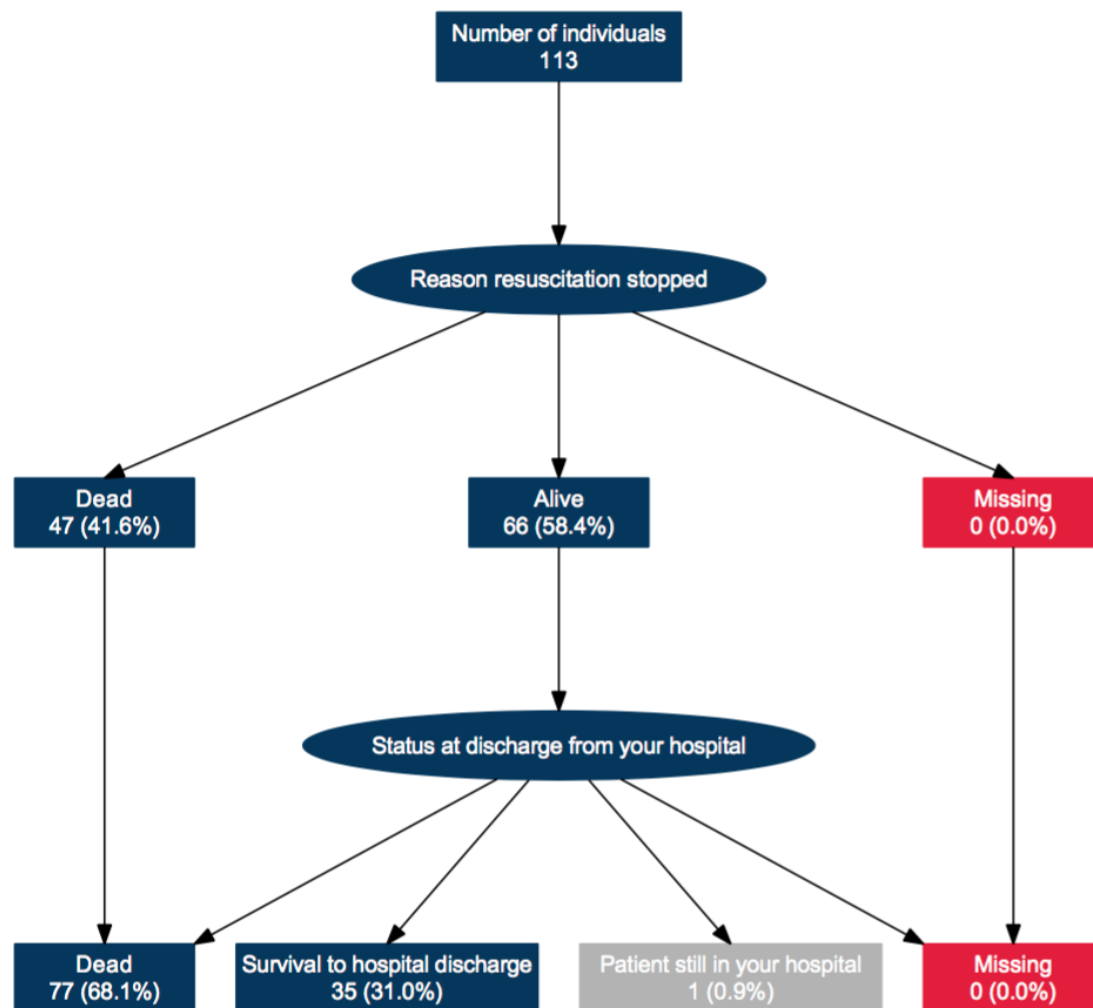 Number of individuals
113
Reason resuscitation stopped
Dead
47 (41.6%)
Alive
66 (58.4%)
Missing
0 (0.0%)
Status at discharge from your hospital
Dead
77 (68.1%)
Survival to hospital discharge
35 (31.0%)
Patient still in your hospital
1 (0.9%)
Missing
0 (0.0%)